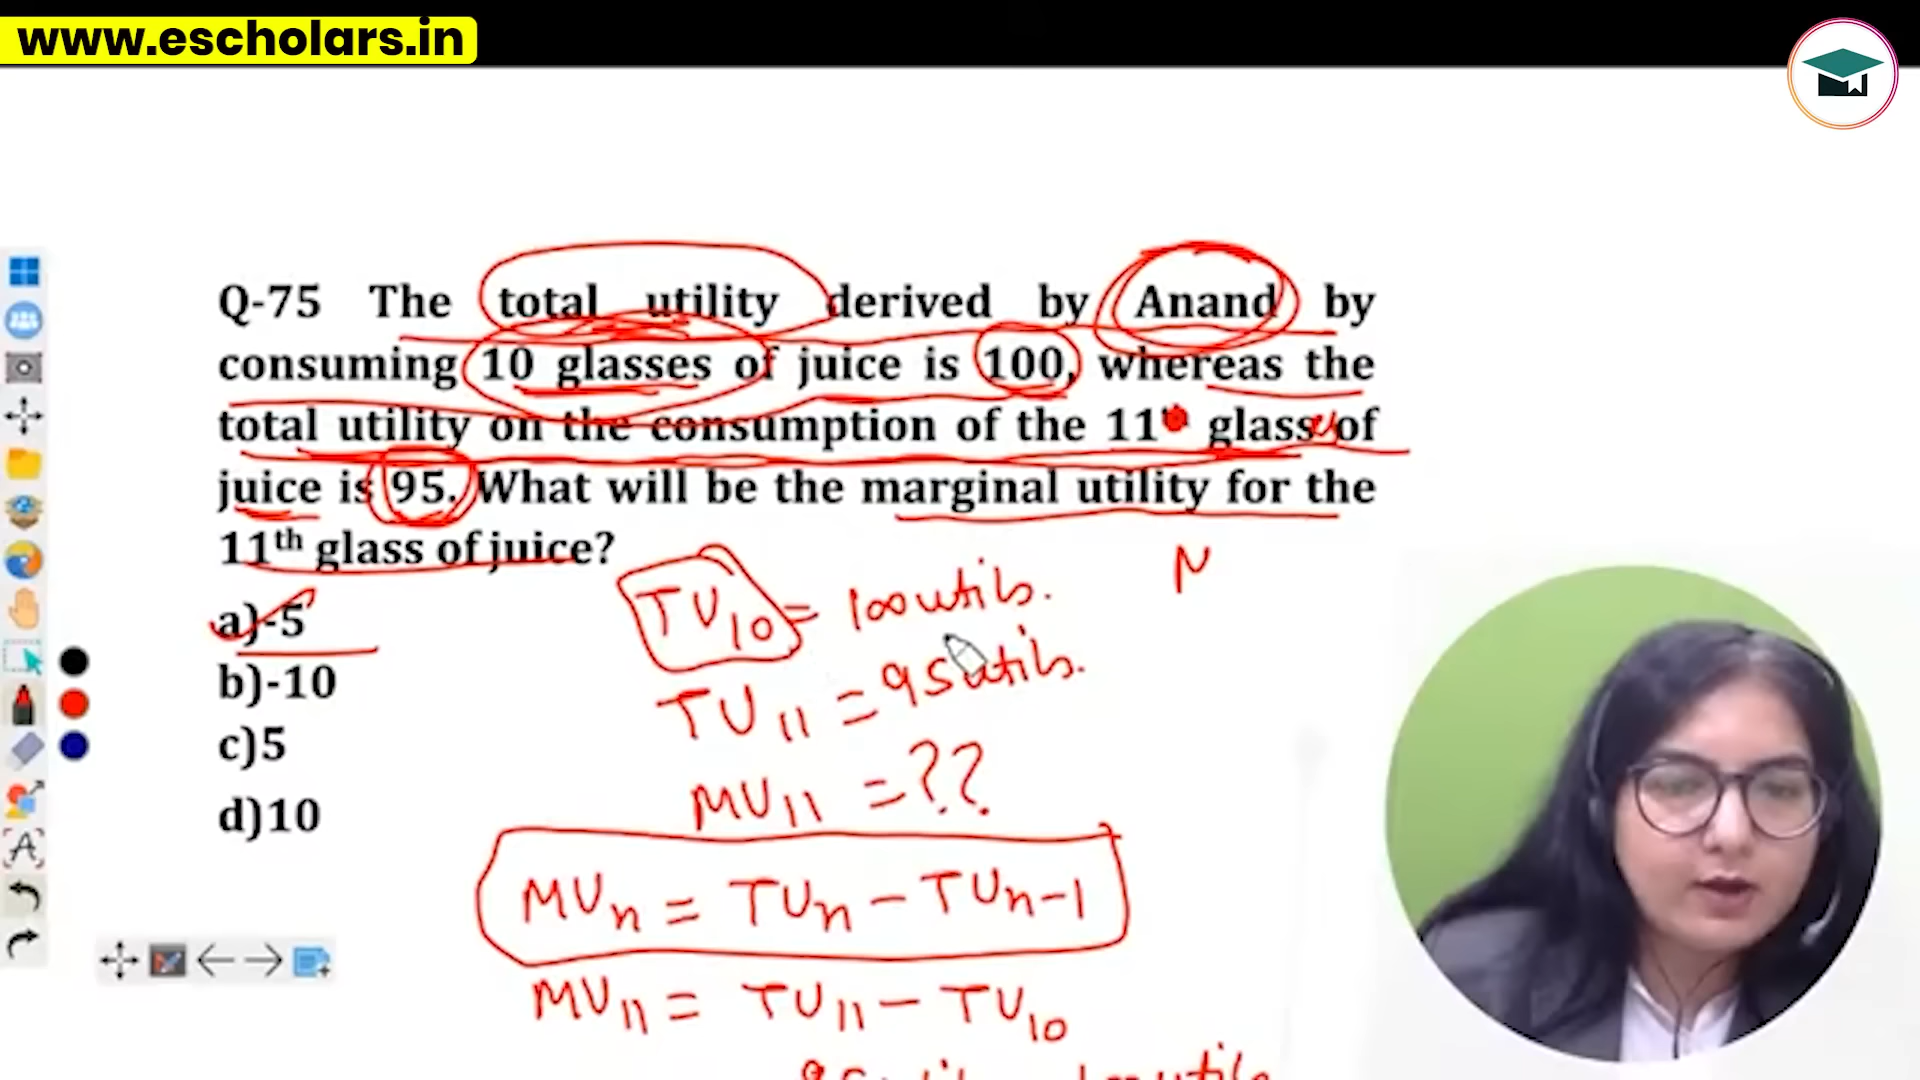 www.escholars.in
Q-75 The total utility derived by Anand by
consuming 10 glasses of juice is 100, whereas the
total utility on the consumption of the 11 glass of
juice is 95. What will be the marginal utility for the
11th glass of juice?
a)-5
b)-10
c)5
d)10
TU10 = 100 utils.
TU11 = 95 utils.
MU11 = ??
MUn = TUn - TUn-1
MU11 = TU11 - TU10
N
A